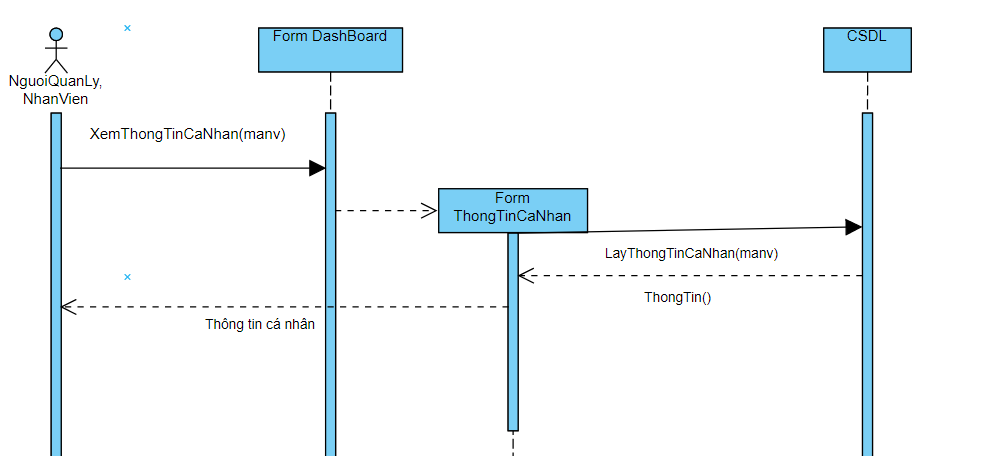 Form DashBoard
CSDL
NguoiQuanLy,
NhanVien
XemThongTinCaNhan(manv)
Form
ThongTinCaNhan
LayThongTinCaNhan(manv)
ThongTin()
Thông tin cá nhân